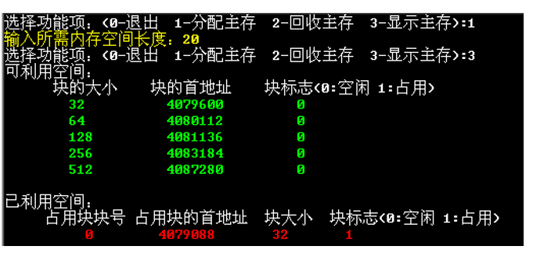 选择功能项:(0-退出 1-分配主存 2-回收主存 3-显示主存):1
输入所需内存空间长度: 20
选择功能项:(0-退出 1-分配主存 2-回收主存 3-显示主存):3
可利用空间:
块的大小 块的首地址 块标志(0:空闲 1:占用)
32 4079600 0
64 4080112 0
128 4081136 0
256 4083184 0
512 4087280 0
已利用空间:
占用块块号 占用块的首地址 块大小 块标志(0:空闲 1:占用)
0 4079088 32 1